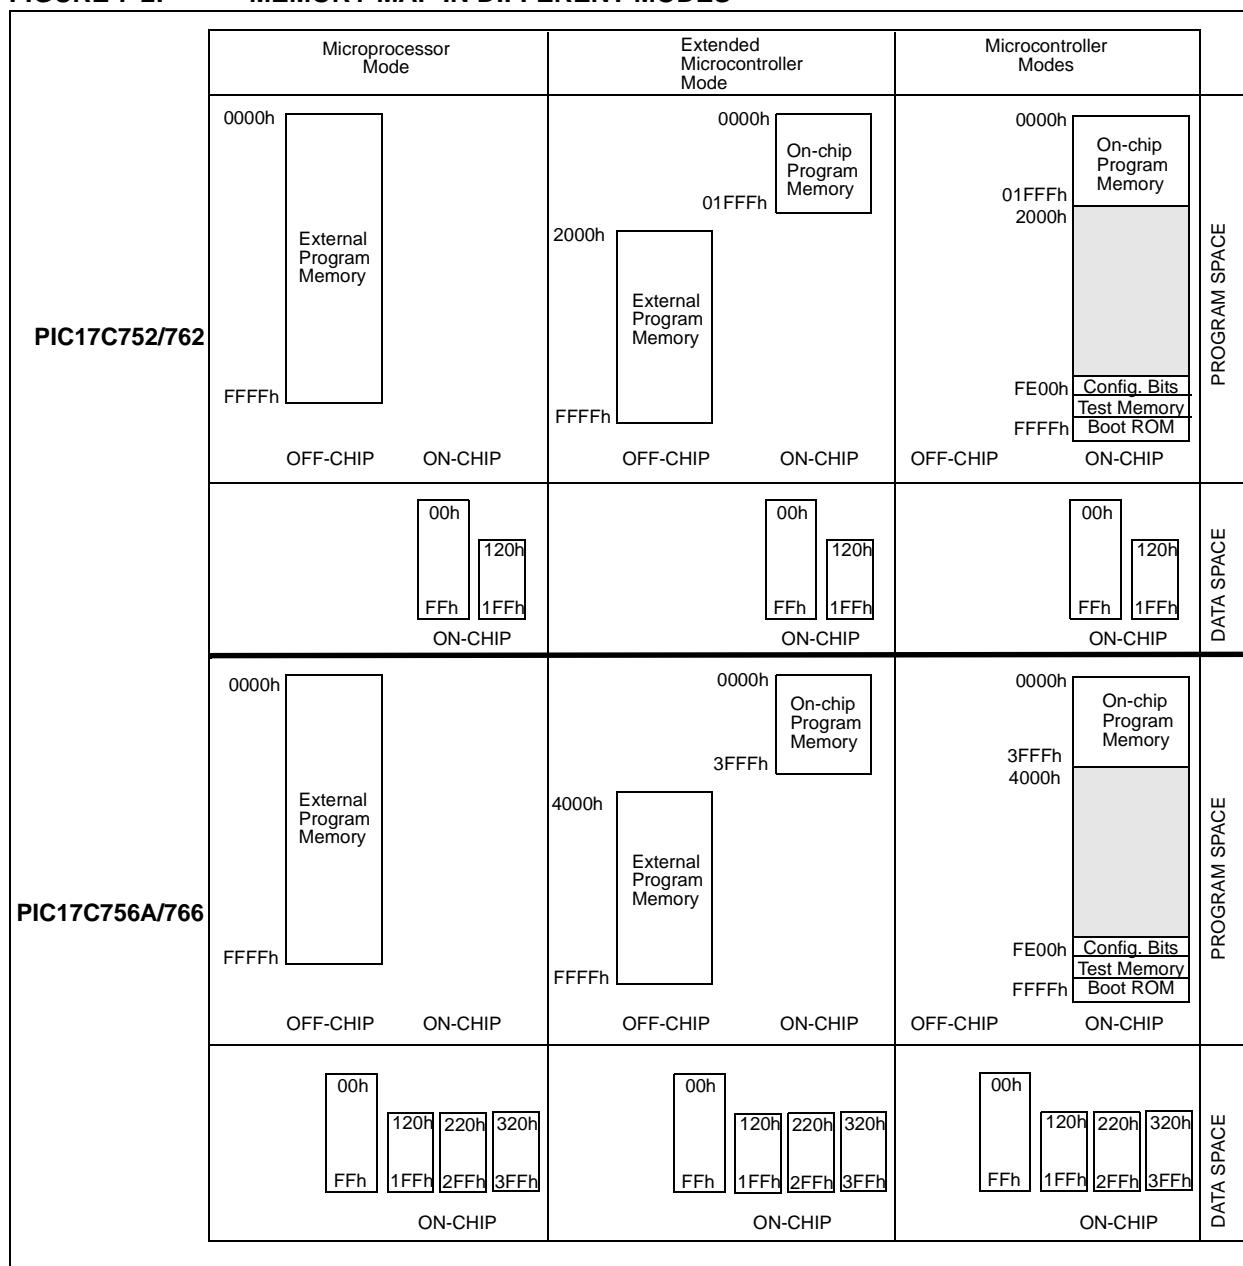 Microprocessor
Mode
Extended
Microcontroller
Mode
Microcontroller
Modes
PIC17C752/762
0000h
External
Program
Memory
FFFFh
OFF-CHIP ON-CHIP
0000h
On-chip
Program
Memory
01FFFh
2000h
External
Program
Memory
FFFFh
OFF-CHIP ON-CHIP
0000h
On-chip
Program
Memory
01FFFh
2000h
FE00h Config. Bits
Test Memory
FFFFh Boot ROM
OFF-CHIP ON-CHIP
PROGRAM SPACE
00h
120h
FFh 1FFh
ON-CHIP
00h
120h
FFh 1FFh
ON-CHIP
00h
120h
FFh 1FFh
ON-CHIP
DATA SPACE
PIC17C756A/766
0000h
External
Program
Memory
FFFFh
OFF-CHIP ON-CHIP
0000h
On-chip
Program
Memory
3FFFh
4000h
External
Program
Memory
FFFFh
OFF-CHIP ON-CHIP
0000h
On-chip
Program
Memory
3FFFh
4000h
FE00h Config. Bits
Test Memory
FFFFh Boot ROM
OFF-CHIP ON-CHIP
PROGRAM SPACE
00h
120h 220h 320h
FFh 1FFh 2FFh 3FFh
ON-CHIP
00h
120h 220h 320h
FFh 1FFh 2FFh 3FFh
ON-CHIP
00h
120h 220h 320h
FFh 1FFh 2FFh 3FFh
ON-CHIP
DATA SPACE